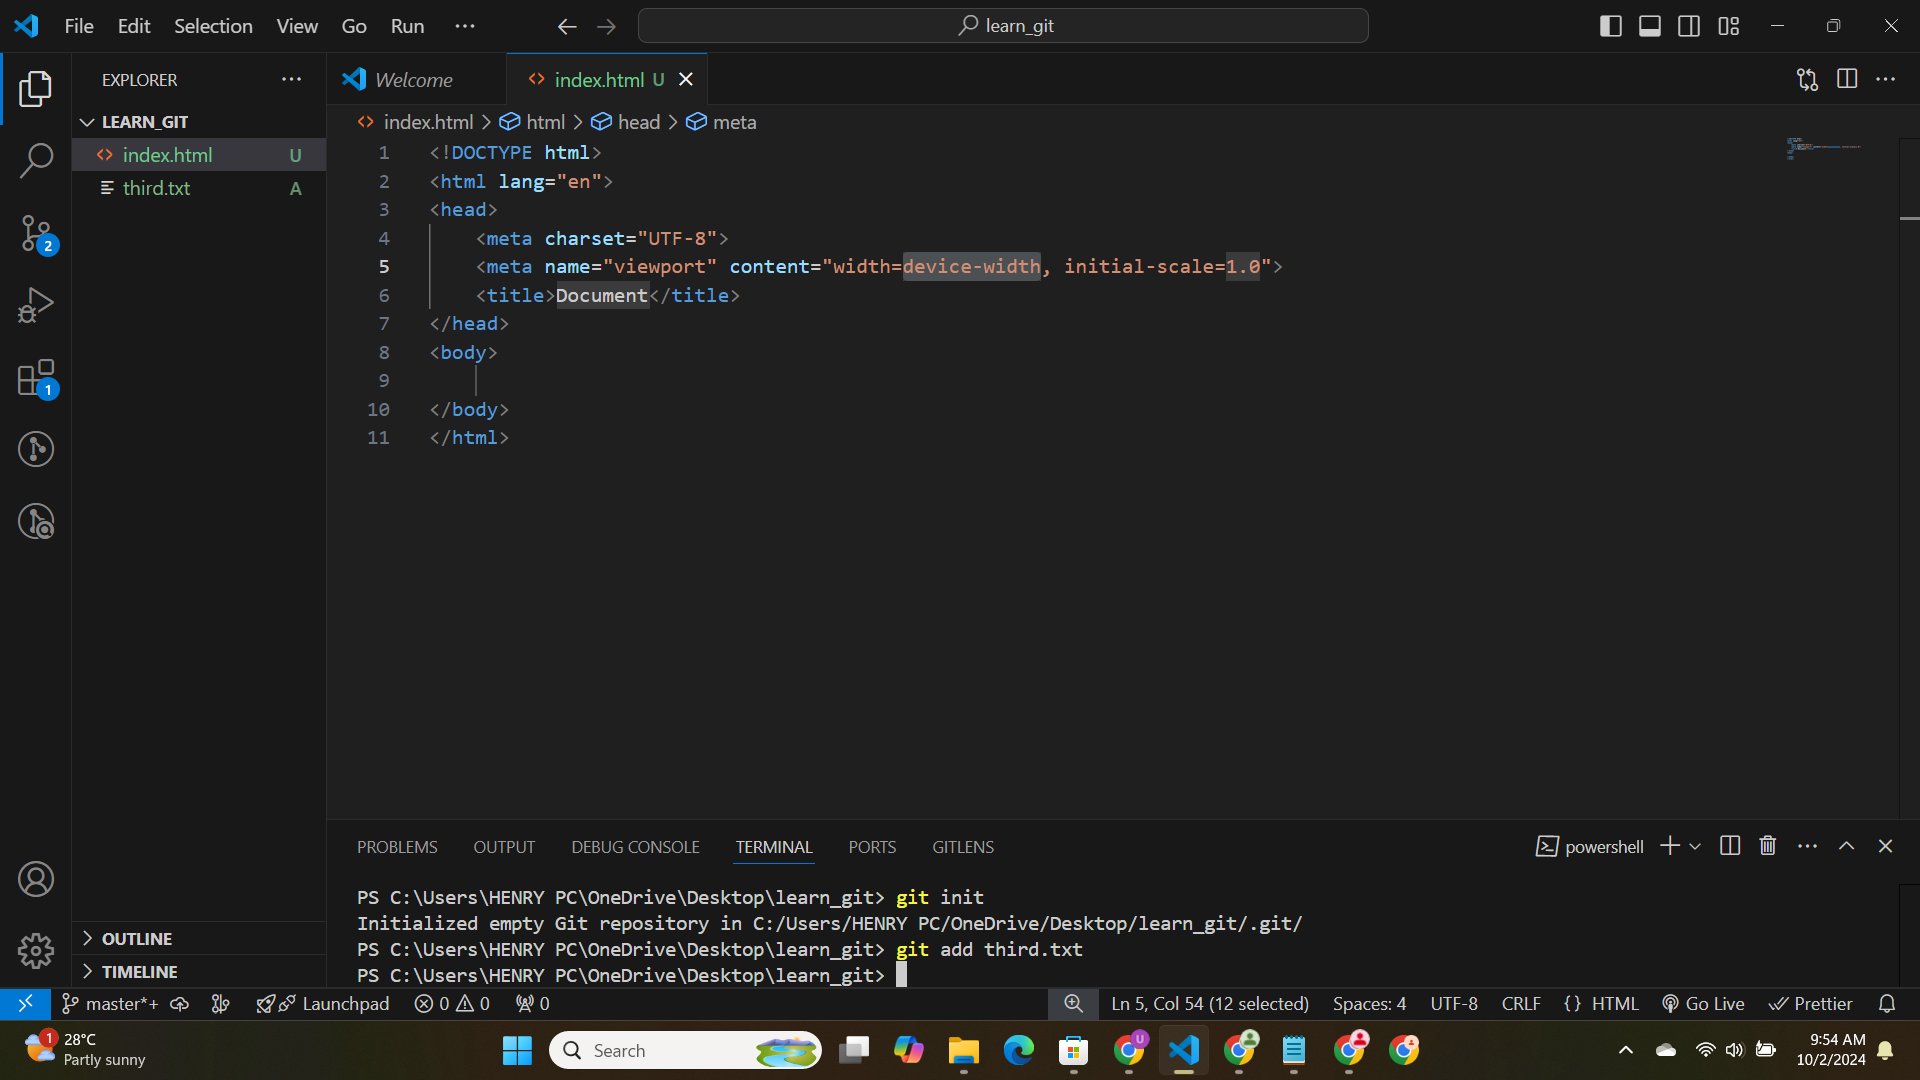 File Edit Selection View Go Run ··· learn_git
EXPLORER ···
Welcome
index.html U
LEARN_GIT
index.html U
third.txt A
2
1
index.html > html > head > meta
1 <!DOCTYPE html>
2 <html lang="en">
3 <head>
4 <meta charset="UTF-8">
5 <meta name="viewport" content="width=device-width, initial-scale=1.0">
6 <title>Document</title>
7 </head>
8 <body>
9
10 </body>
11 </html>
PROBLEMS OUTPUT DEBUG CONSOLE TERMINAL PORTS GITLENS powershell
PS C:\Users\HENRY PC\OneDrive\Desktop\learn_git> git init
Initialized empty Git repository in C:/Users/HENRY PC/OneDrive/Desktop/learn_git/.git/
PS C:\Users\HENRY PC\OneDrive\Desktop\learn_git> git add third.txt
PS C:\Users\HENRY PC\OneDrive\Desktop\learn_git>
OUTLINE
TIMELINE
master*+ Launchpad 0 0 0 Ln 5, Col 54 (12 selected) Spaces: 4 UTF-8 CRLF {} HTML Go Live Prettier
1
28°C
Partly sunny
Search
U
9:54 AM
10/2/2024